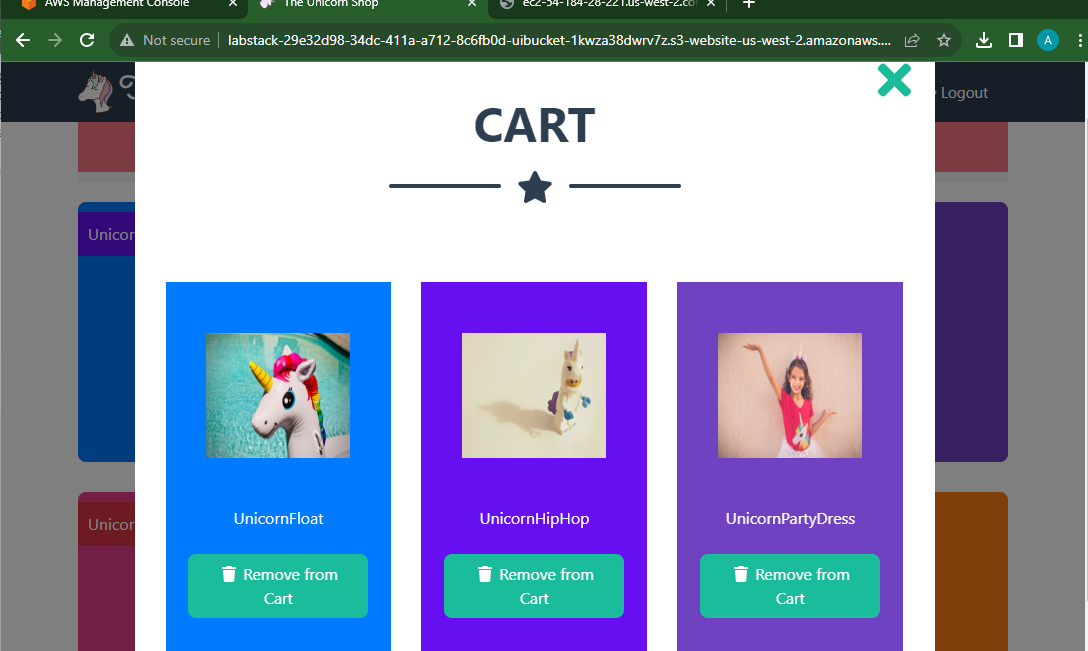 AWS Management Console
The Unicorn Shop
ec2-54-184-28-221.us-west-2.co
Not secure
labstack-29e32d98-34dc-411a-a712-8c6fb0d-uibucket-1kwza38dwrv7z.s3-website-us-west-2.amazonaws....
A
Logout
CART
Unicor
UnicornFloat
UnicornHipHop
UnicornPartyDress
Unicor
Remove from
Cart
Remove from
Cart
Remove from
Cart